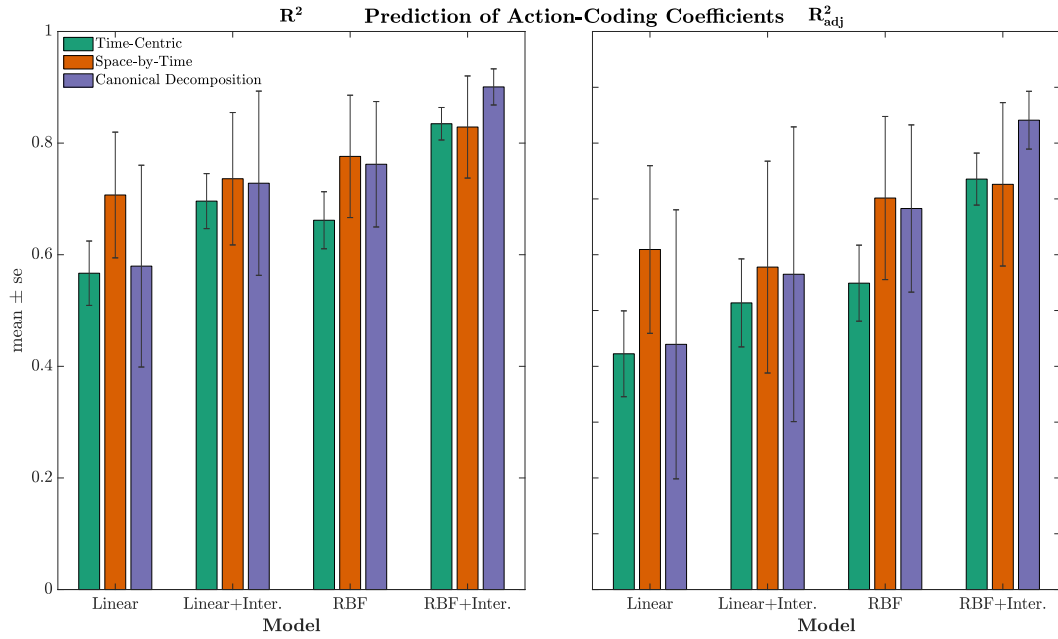 R² Prediction of Action-Coding Coefficients R²adj
Time-Centric
Space-by-Time
Canonical Decomposition
mean ± se
1
0.8
0.6
0.4
0.2
0
Linear Linear+Inter. RBF RBF+Inter.
Model
Linear Linear+Inter. RBF RBF+Inter.
Model